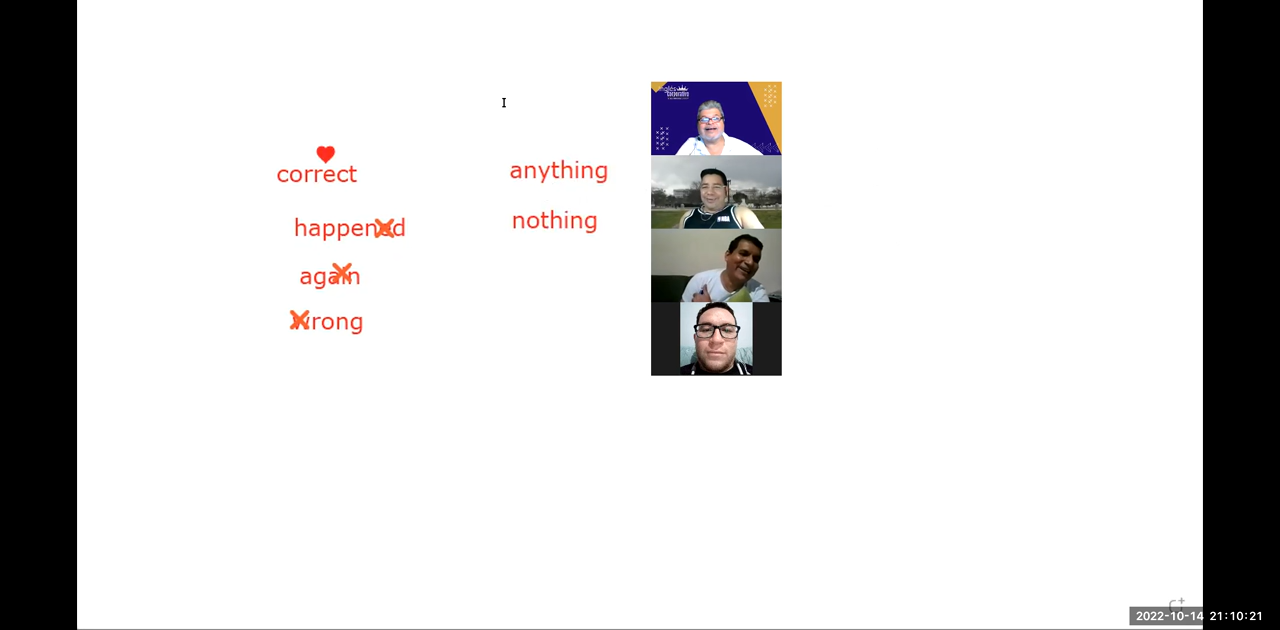 correct
happened
again
wrong
anything
nothing
2022-10-14 21:10:21